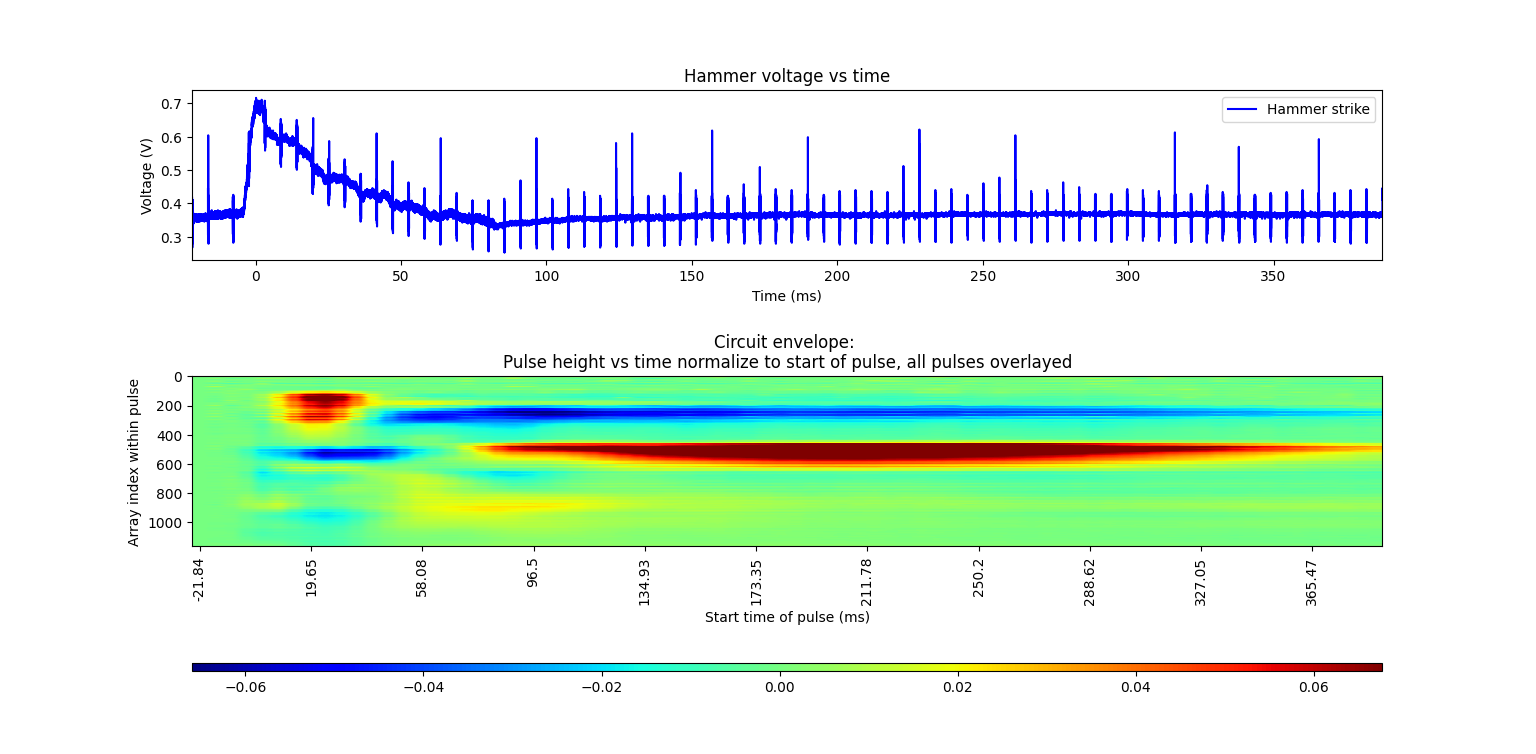 Hammer voltage vs time
Hammer strike
Voltage (V)
0.7
0.6
0.5
0.4
0.3
0 50 100 150 200 250 300 350
Time (ms)
Circuit envelope:
Pulse height vs time normalize to start of pulse, all pulses overlayed
Array index within pulse
0
200
400
600
800
1000
-21.84 19.65 58.08 96.5 134.93 173.35 211.78 250.2 288.62 327.05 365.47
Start time of pulse (ms)
−0.06 −0.04 −0.02 0.00 0.02 0.04 0.06